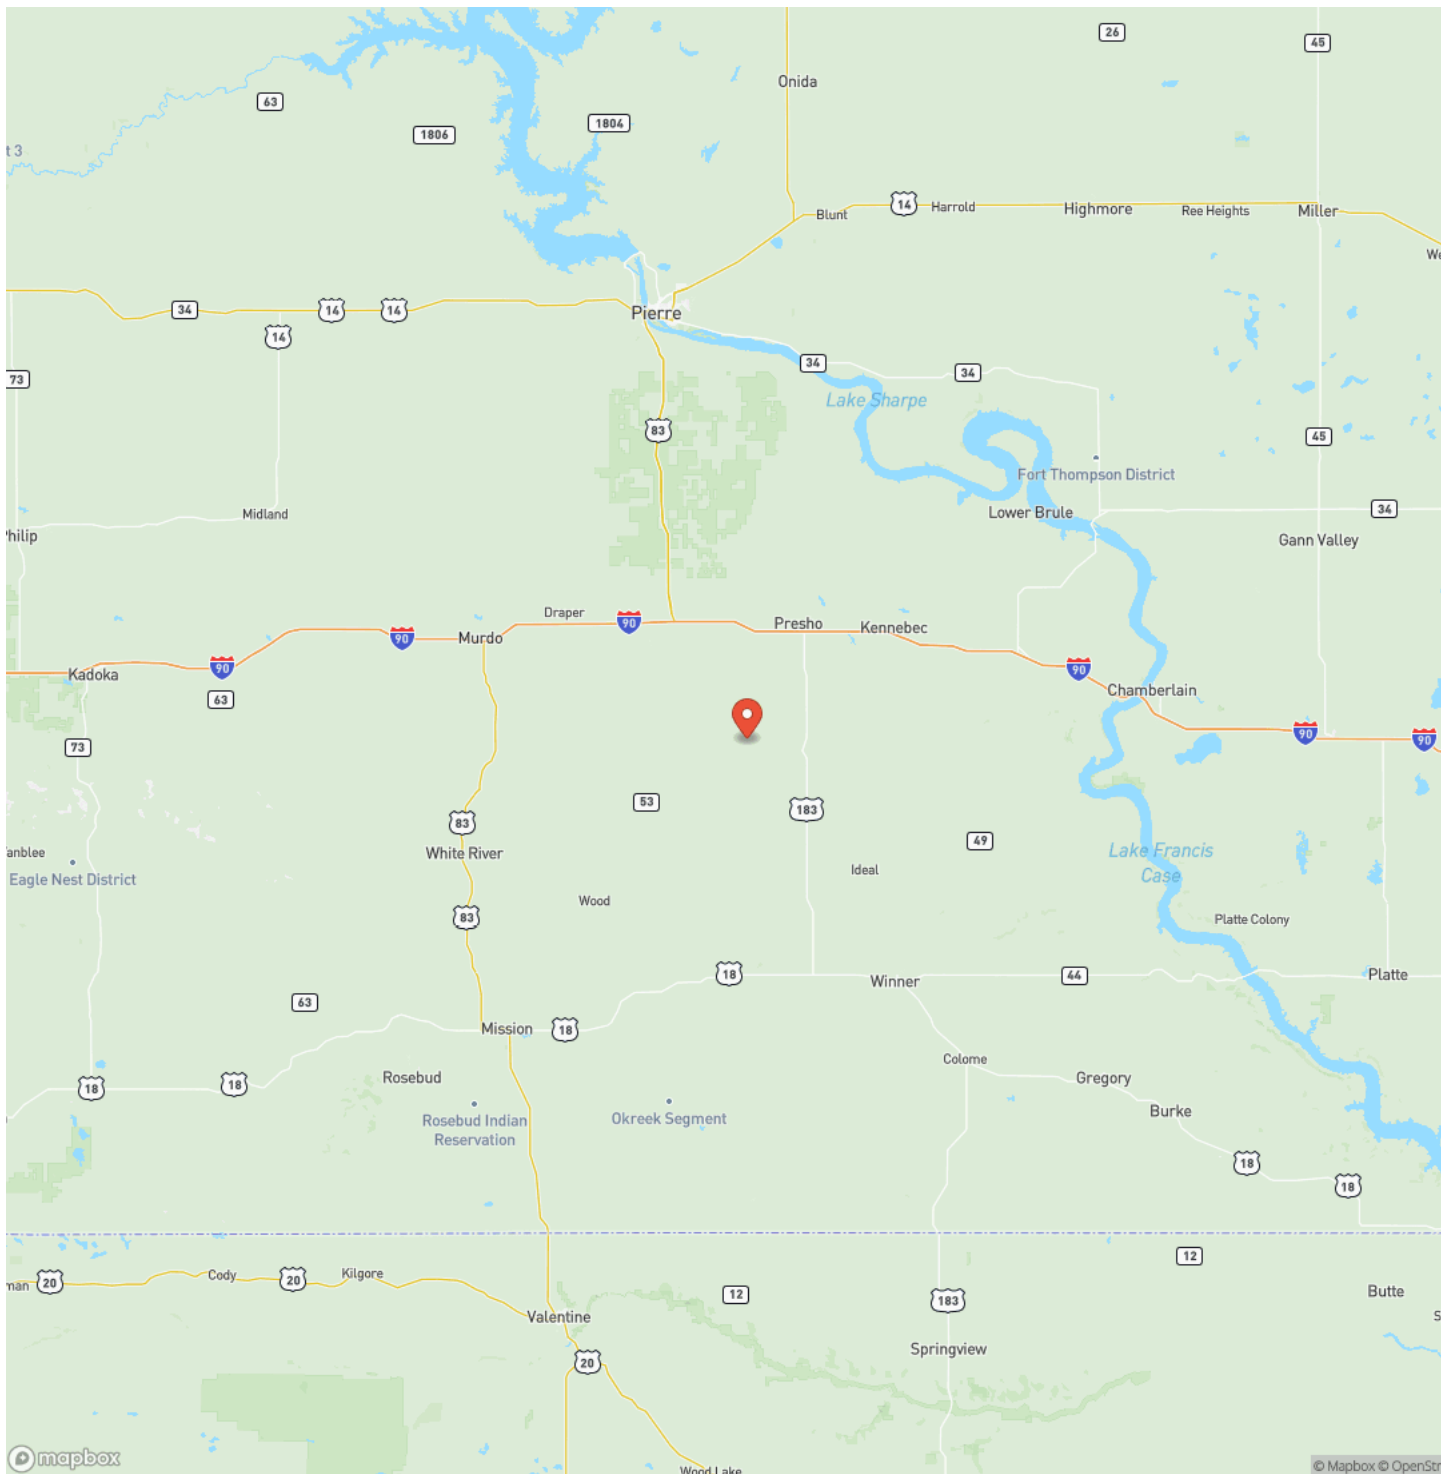 26
45
Onida
63
1804
1806
t 3
14
Harrold
Highmore
Ree Heights
Miller
Blunt
We
34
14
14
Pierre
14
34
34
73
Lake Sharpe
83
45
Fort Thompson District
34
Midland
Lower Brule
Philip
Gann Valley
Draper
90
Presho
Kennebec
90
Murdo
90
90
Kadoka
Chamberlain
63
73
90
90
53
183
83
49
White River
Lake Francis
Case
Eagle Nest District
Ideal
Wood
83
Platte Colony
18
Winner
44
Platte
63
Mission
18
Colome
Rosebud
Gregory
18
18
Rosebud Indian
Reservation
Okreek Segment
Burke
18
18
12
20
Cody
20
Kilgore
man
12
183
Butte
Valentine
S
Springview
20
mapbox
Wood Lake
© Mapbox © OpenStr